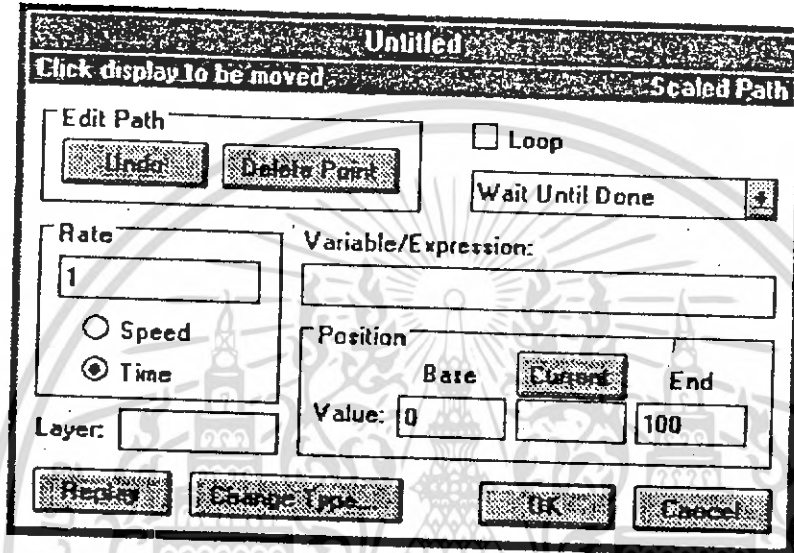 Untitled
Click display to be moved. Scaled Path
Edit Path
Undo Delete Point
Loop
Wait Until Done
Rate
1
Speed
Time
Variable/Expression:
Position
Base Current End
Value: 0 100
Layer:
Replay Change Type... OK Cancel